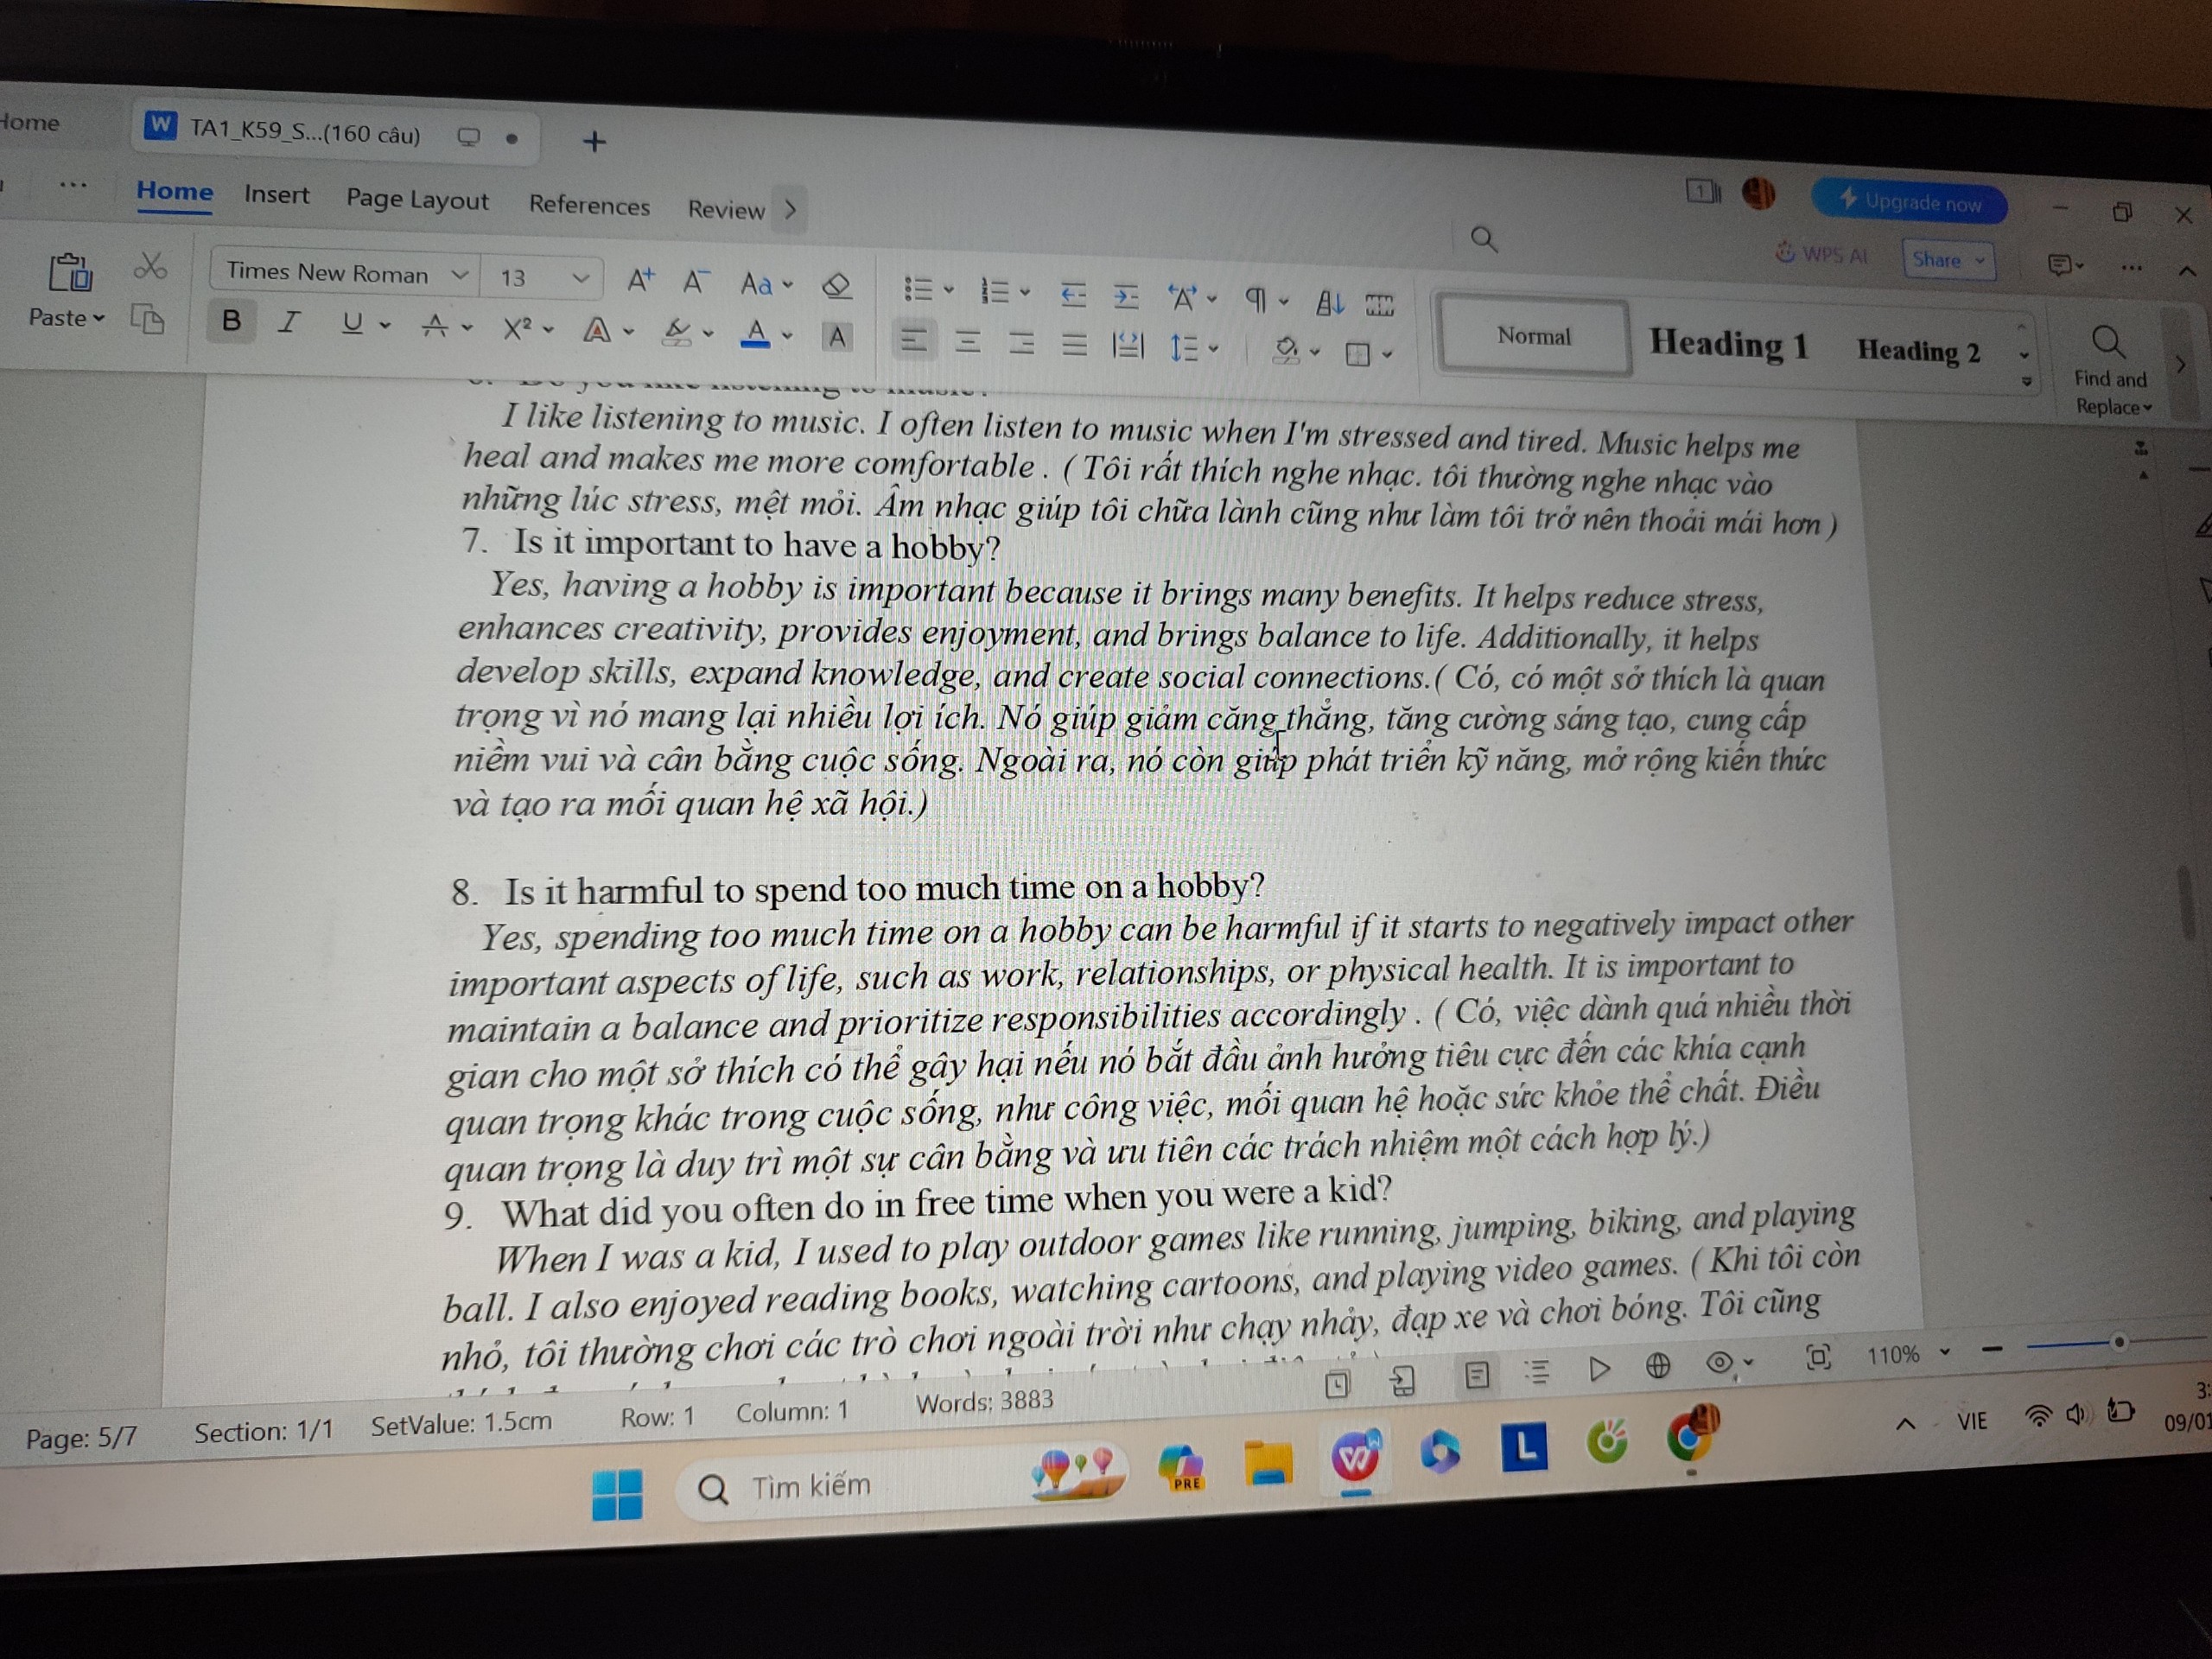 Home
TA1_K59_S...(160 câu)
Home Insert Page Layout References Review
Upgrade now
WPS AI
Share
Paste
Times New Roman 13
Normal Heading 1 Heading 2
Find and
Replace
I like listening to music. I often listen to music when I'm stressed and tired. Music helps me
heal and makes me more comfortable . ( Tôi rất thích nghe nhạc. tôi thường nghe nhạc vào
những lúc stress, mệt mỏi. Âm nhạc giúp tôi chữa lành cũng như làm tôi trở nên thoải mái hơn )
7. Is it important to have a hobby?
Yes, having a hobby is important because it brings many benefits. It helps reduce stress,
enhances creativity, provides enjoyment, and brings balance to life. Additionally, it helps
develop skills, expand knowledge, and create social connections.( Có, có một sở thích là quan
trọng vì nó mang lại nhiều lợi ích. Nó giúp giảm căng thẳng, tăng cường sáng tạo, cung cấp
niềm vui và cân bằng cuộc sống. Ngoài ra, nó còn giúp phát triển kỹ năng, mở rộng kiến thức
và tạo ra mối quan hệ xã hội.)
8. Is it harmful to spend too much time on a hobby?
Yes, spending too much time on a hobby can be harmful if it starts to negatively impact other
important aspects of life, such as work, relationships, or physical health. It is important to
maintain a balance and prioritize responsibilities accordingly . ( Có, việc dành quá nhiều thời
gian cho một sở thích có thể gây hại nếu nó bắt đầu ảnh hưởng tiêu cực đến các khía cạnh
quan trọng khác trong cuộc sống, như công việc, mối quan hệ hoặc sức khỏe thể chất. Điều
quan trọng là duy trì một sự cân bằng và ưu tiên các trách nhiệm một cách hợp lý.)
9. What did you often do in free time when you were a kid?
When I was a kid, I used to play outdoor games like running, jumping, biking, and playing
ball. I also enjoyed reading books, watching cartoons, and playing video games. ( Khi tôi còn
nhỏ, tôi thường chơi các trò chơi ngoài trời như chạy nhảy, đạp xe và chơi bóng. Tôi cũng
Page: 5/7 Section: 1/1 SetValue: 1.5cm Row: 1 Column: 1 Words: 3883
110%
Tìm kiếm
PRE
VIE